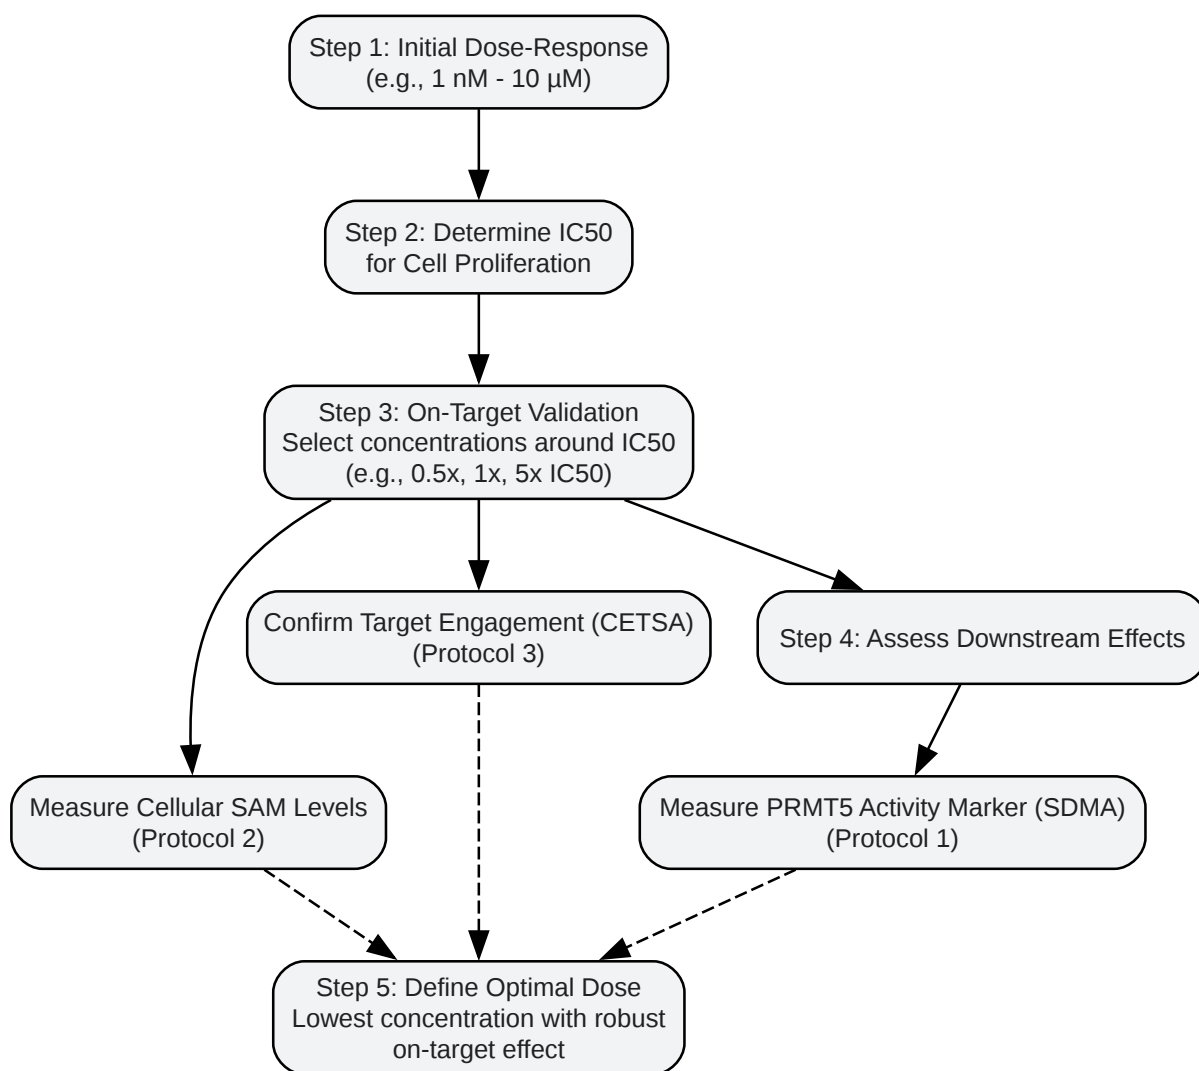 Step 1: Initial Dose-Response
(e.g., 1 nM - 10 µM)
Step 2: Determine IC50
for Cell Proliferation
Step 3: On-Target Validation
Select concentrations around IC50
(e.g., 0.5x, 1x, 5x IC50)
Confirm Target Engagement (CETSA)
(Protocol 3)
Step 4: Assess Downstream Effects
Measure Cellular SAM Levels
(Protocol 2)
Measure PRMT5 Activity Marker (SDMA)
(Protocol 1)
Step 5: Define Optimal Dose
Lowest concentration with robust
on-target effect